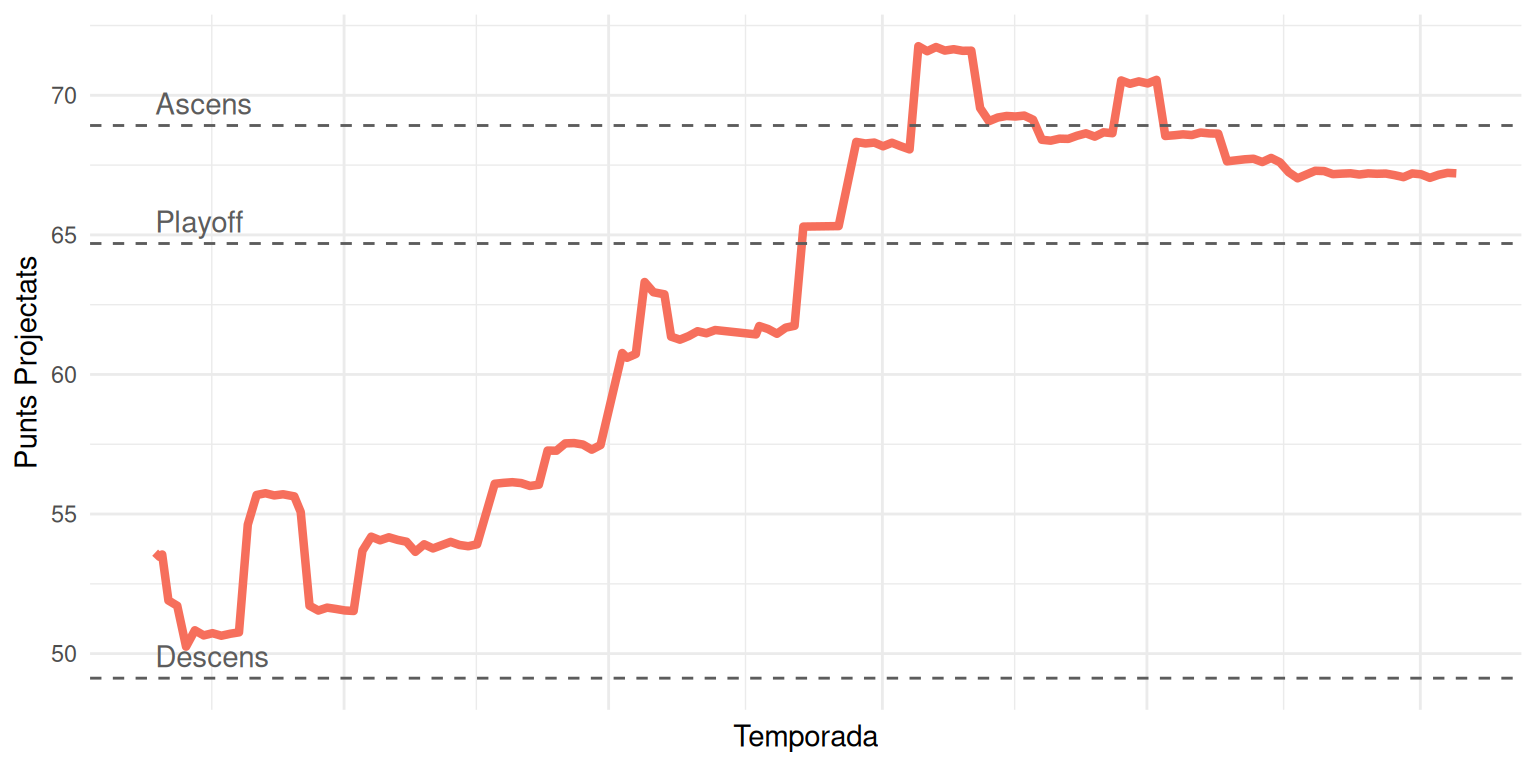 70
Ascens
Playoff
65
60
55
50
Descens
Punts Projectats
Temporada